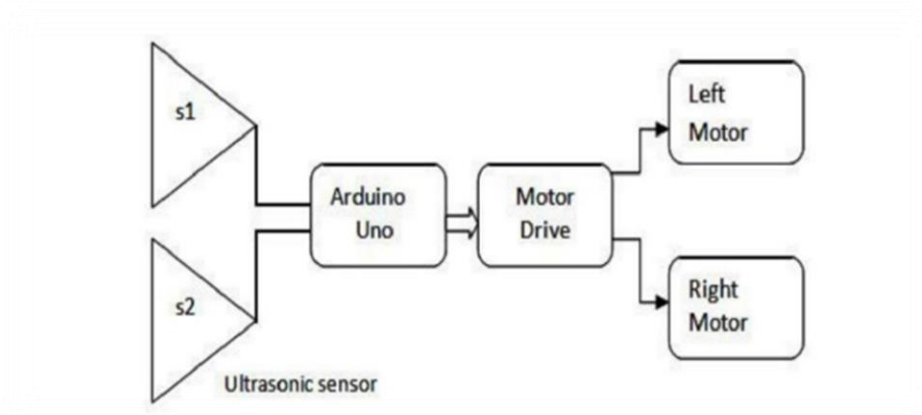 s1
Left
Motor
Arduino
Uno
Motor
Drive
s2
Right
Motor
Ultrasonic sensor